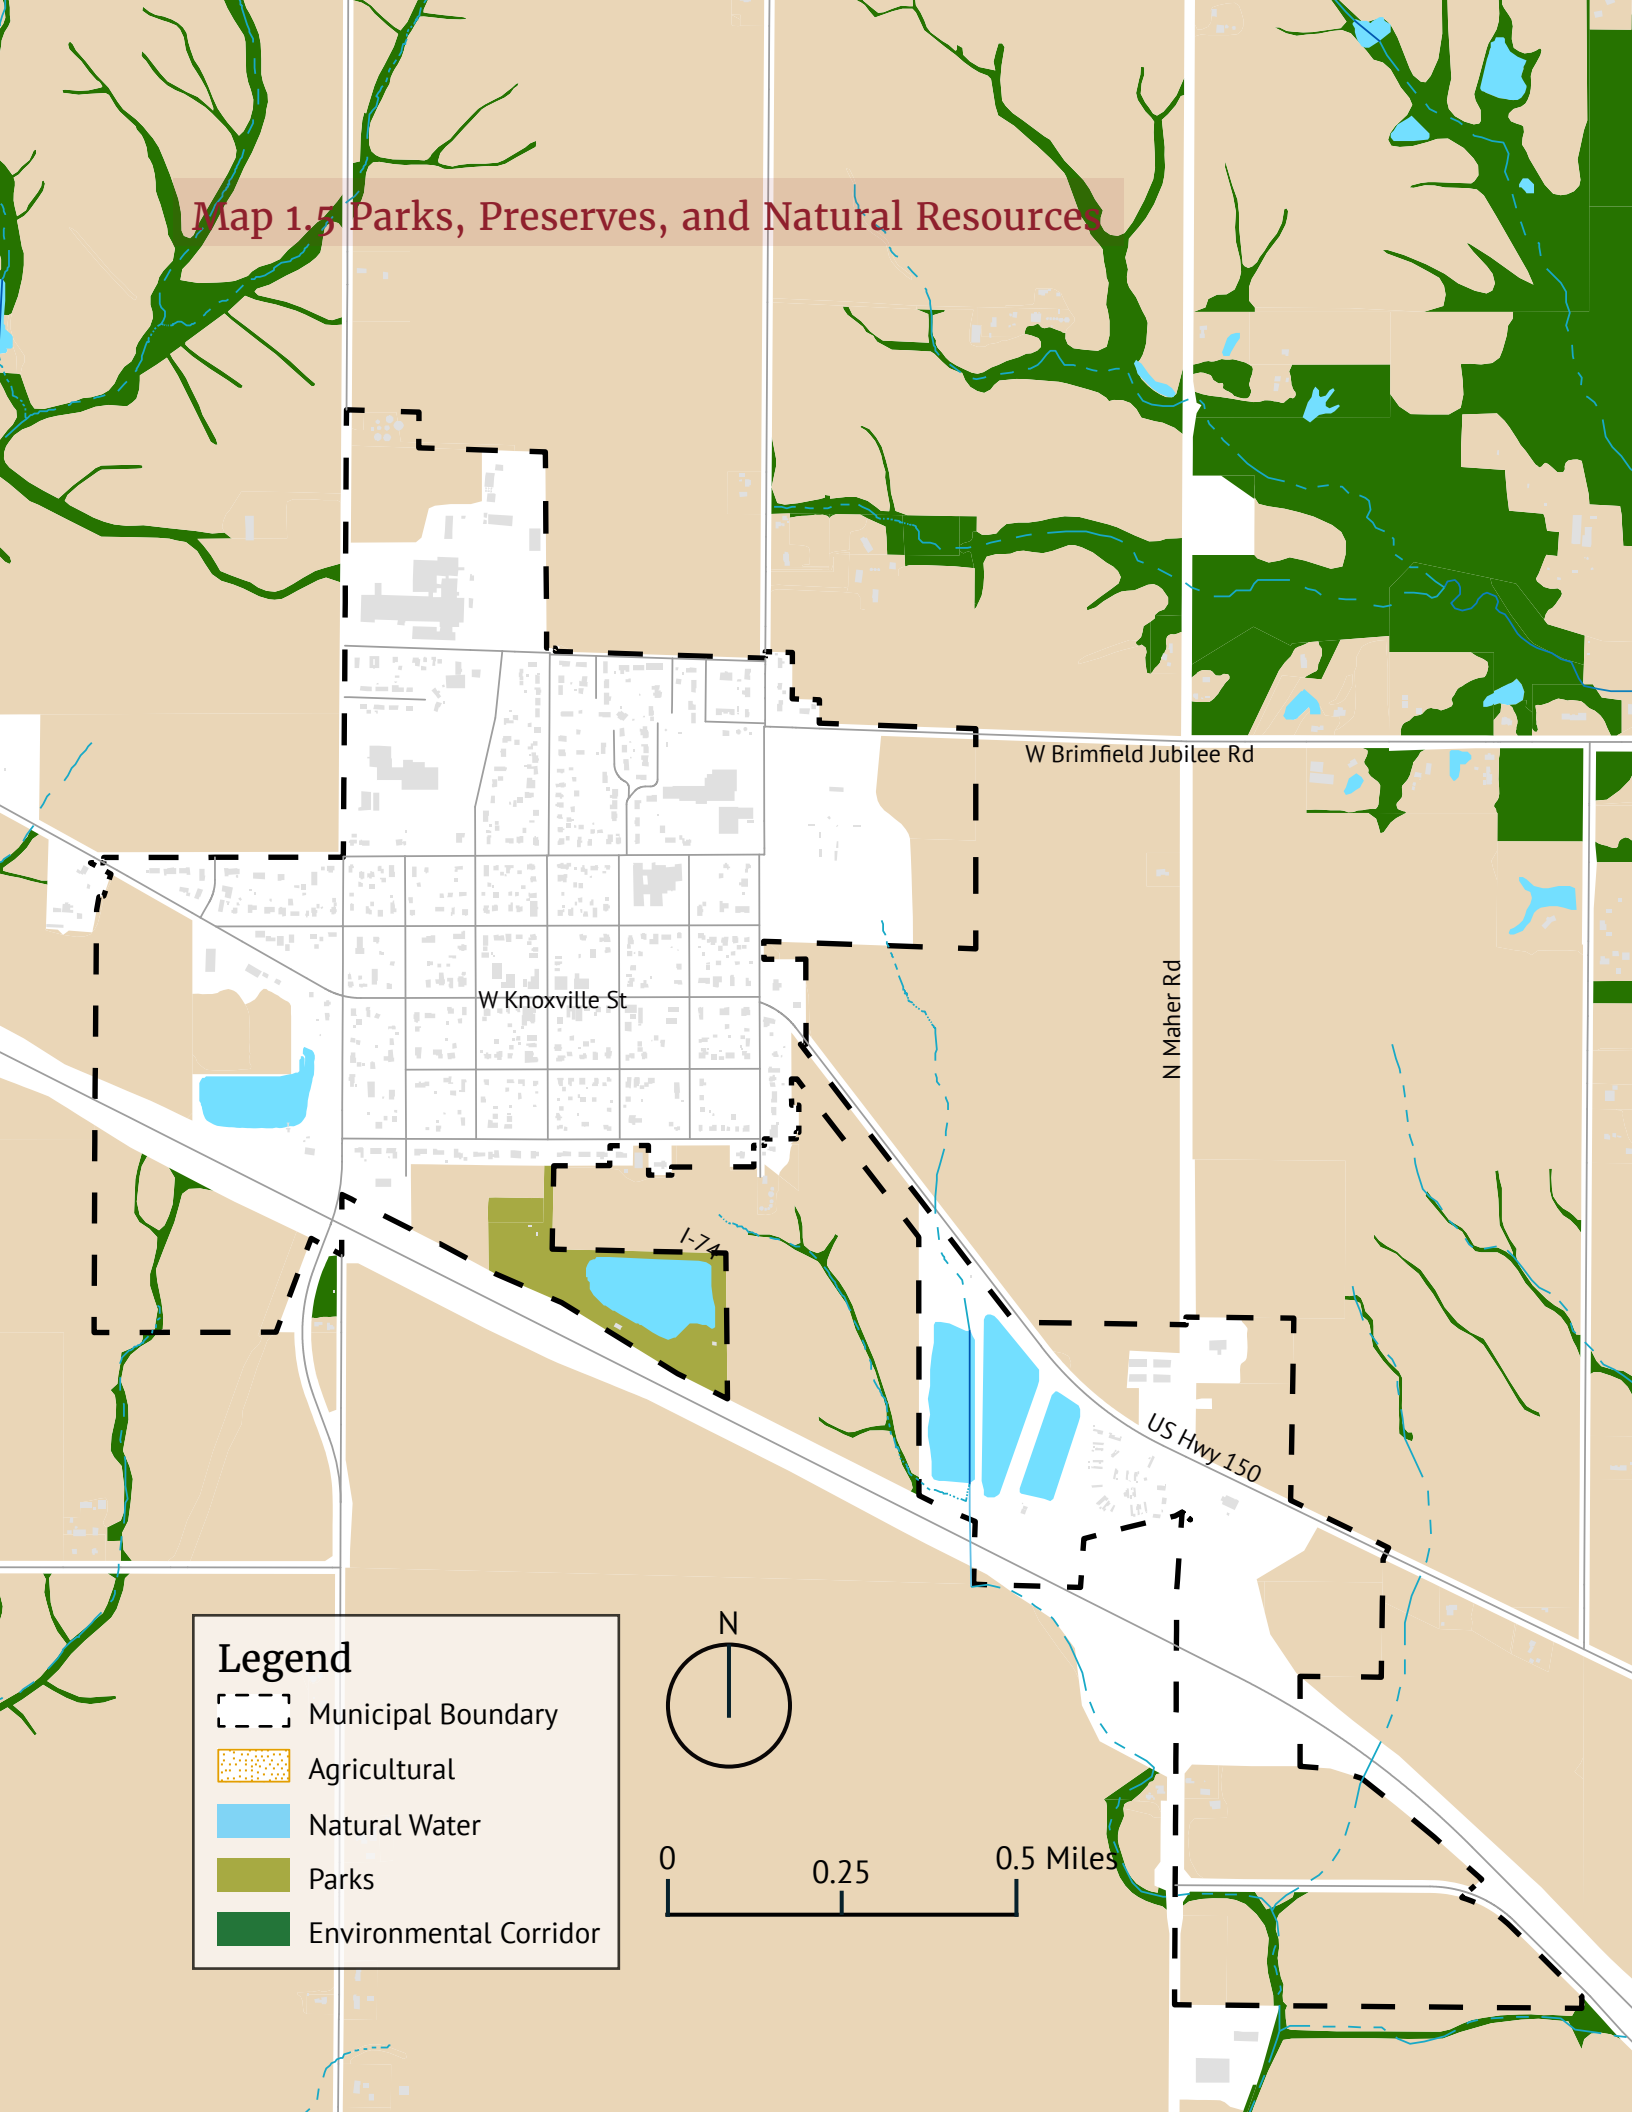 Map 1.5 Parks, Preserves, and Natural Resources
W Brimfield Jubilee Rd
N Maher Rd
W Knoxville St
I-74
US Hwy 150
Legend
Municipal Boundary
Agricultural
Natural Water
Parks
Environmental Corridor
N
0
0.25
0.5 Miles